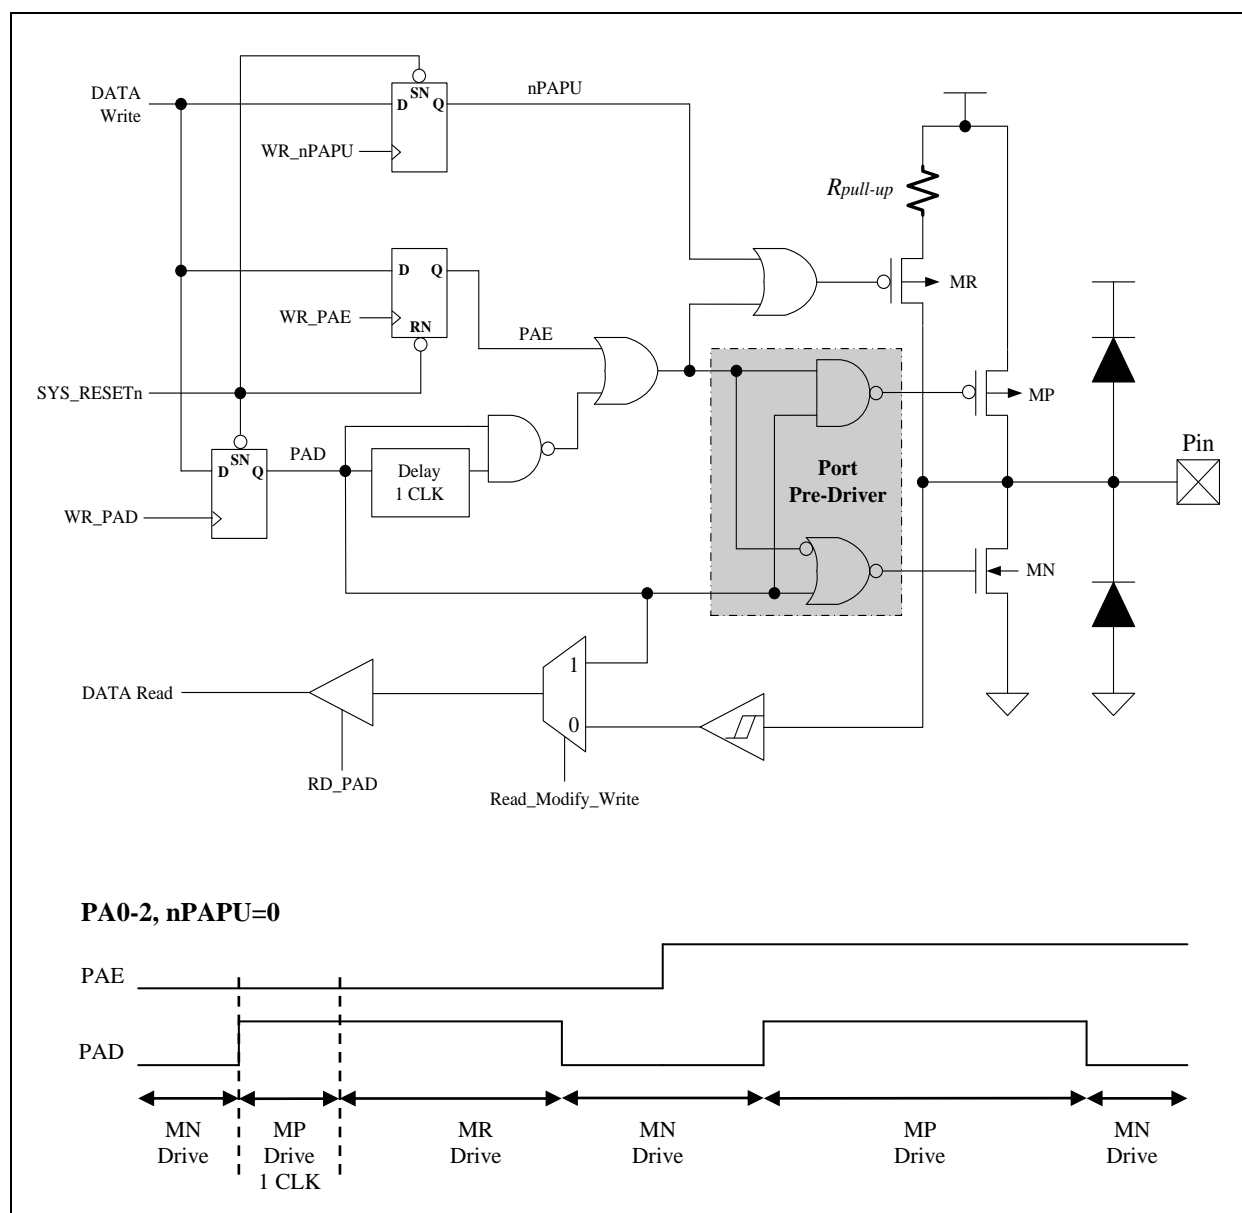 DATA
Write
SN
D
Q
nPAPU
WR_nPAPU
Rpull-up
D
Q
MR
WR_PAE
RN
PAE
SYS_RESETn
MP
SN
D
Q
PAD
Delay
1 CLK
Port
Pre-Driver
Pin
WR_PAD
MN
1
DATA Read
0
RD_PAD
Read_Modify_Write
PA0-2, nPAPU=0
PAE
PAD
MN
Drive
MP
Drive
1 CLK
MR
Drive
MN
Drive
MP
Drive
MN
Drive